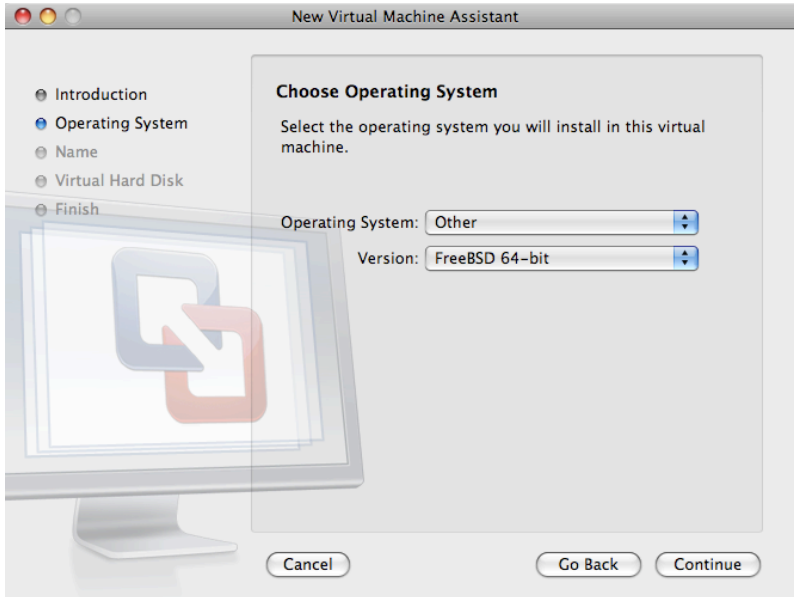 New Virtual Machine Assistant
Introduction
Operating System
Name
Virtual Hard Disk
Finish
Choose Operating System
Select the operating system you will install in this virtual
machine.
Operating System: Other
Version: FreeBSD 64-bit
Cancel
Go Back
Continue